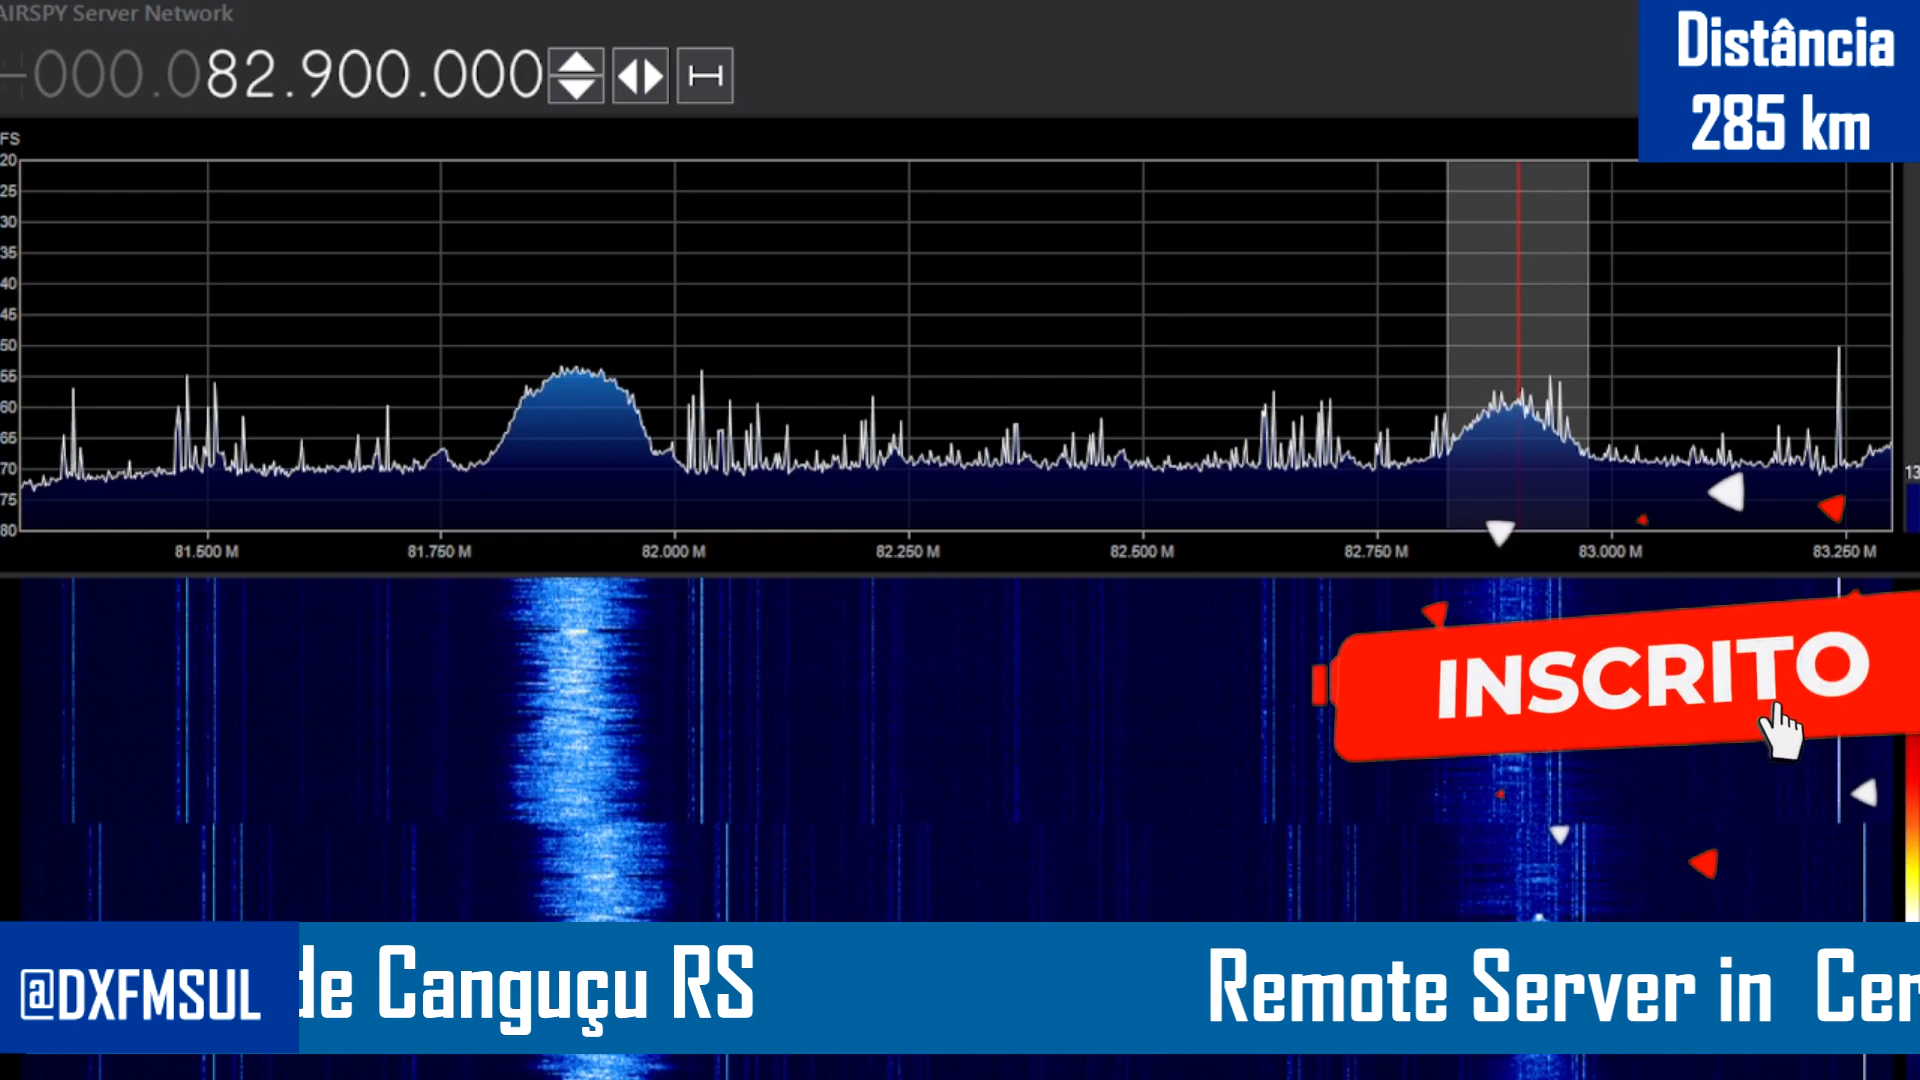 AIRSPY Server Network
000.082.900.000
Distância
285 km
FS
20
25
30
35
40
45
50
55
60
65
70
75
80
13
81.500 M 81.750 M 82.000 M 82.250 M 82.500 M 82.750 M 83.000 M 83.250 M
INSCRITO
@DXFMSUL
de Canguçu RS Remote Server in Cer